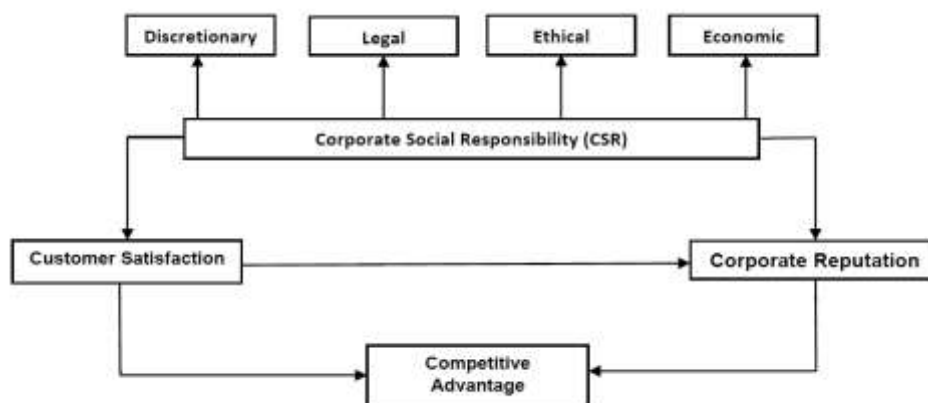 Discretionary
Legal
Ethical
Economic
Corporate Social Responsibility (CSR)
Customer Satisfaction
Corporate Reputation
Competitive
Advantage